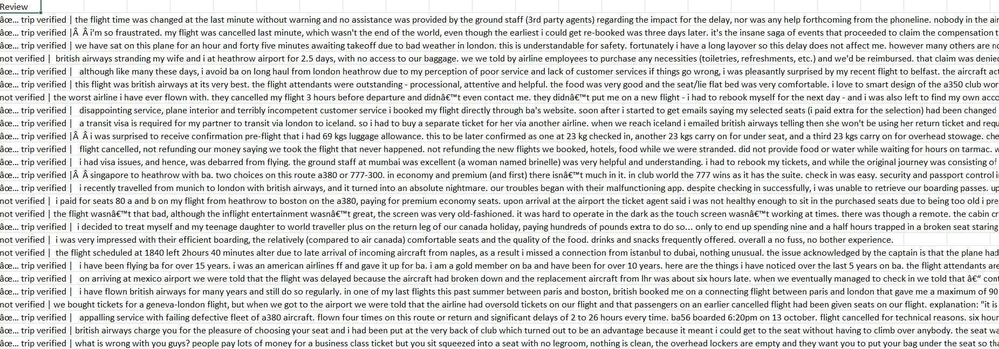 Review
âœ… trip verified | the flight time was changed at the last minute without warning and no assistance was provided by the ground staff (3rd party agents) regarding the impact for the delay, nor was any help forthcoming from the phoneline. nobody in the air
âœ… trip verified |Â Â i'm so fraustrated. my flight was cancelled last minute, which wasn't the end of the world, even though the earliest i could get re-booked was three days later. it's the insane saga of events that proceeded to claim the compensation t
âœ… trip verified | we have sat on this plane for an hour and forty five minutes awaiting takeoff due to bad weather in london. this is understandable for safety. fortunately i have a long layover so this delay does not affect me. however many others are no
not verified | british airways stranding my wife and i at heathrow airport for 2.5 days, with no access to our baggage. we we told by airline employees to purchase any necessities (toiletries, refreshments, etc.) and we'd be reimbursed. that claim was denie
âœ… trip verified | although like many these days, i avoid ba on long haul from london heathrow due to my perception of poor service and lack of customer services if things go wrong, i was pleasantly surprised by my recent flight to belfast. the aircraft act
âœ… trip verified | this flight was british airways at its very best. the flight attendants were outstanding - processional, attentive and helpful. the food was very good and the seat/lie flat bed was very comfortable. i love to smart design of the a350 club wor
not verified | the worst airline i have ever flown with. they cancelled my flight 3 hours before departure and didnâ€™t even contact me. they didnâ€™t put me on a new flight - i had to rebook myself for the next day - and i was also left to find my own acco
âœ… trip verified | disappointing service, plane interior and terribly incompetent customer service i booked my flight directly through ba's website. soon after i started to get emails saying my selected seats (i paid extra for the selection) had been changed
âœ… trip verified | a transit visa is required for my partner to transit via london to iceland. so i had to buy a separate ticket for her via another airline. when we reach iceland i emailed british airways telling then she won't be using her return ticket and requ
âœ… trip verified |Â Â i was surprised to receive confirmation pre-flight that i had 69 kgs luggage allowance. this to be later confirmed as one at 23 kg checked in, another 23 kgs carry on for under seat, and a third 23 kgs carry on for overhead stowage. che
âœ… trip verified | flight cancelled, not refunding our money saying we took the flight that never happened. not refunding the new flights we booked, hotels, food while we were stranded. did not provide food or water while waiting for hours on tarmac. w
âœ… trip verified | i had visa issues, and hence, was debarred from flying. the ground staff at mumbai was excellent (a woman named brinelle) was very helpful and understanding. i had to rebook my tickets, and while the original journey was consisting of
âœ… trip verified |Â Â singapore to heathrow with ba. two choices on this route a380 or 777-300. in economy and premium (and first) there isnâ€™t much in it. in club world the 777 wins as it has the suite. check in was easy. security and passport control i
âœ… trip verified | i recently travelled from munich to london with british airways, and it turned into an absolute nightmare. our troubles began with their malfunctioning app. despite checking in successfully, i was unable to retrieve our boarding passes. up
not verified | i paid for seats 80 a and b on my flight from heathrow to boston on the a380, paying for premium economy seats. upon arrival at the airport the ticket agent said i was not healthy enough to sit in the purchased seats due to being too old i pre
not verified | the flight wasnâ€™t that bad, although the inflight entertainment wasnâ€™t great, the screen was very old-fashioned. it was hard to operate in the dark as the touch screen wasnâ€™t working at times. there was though a remote. the cabin cr
âœ… trip verified | i decided to treat myself and my teenage daughter to world traveller plus on the return leg of our canada holiday, paying hundreds of pounds extra to do so... only to end up spending nine and a half hours trapped in a broken seat staring
not verified | i was very impressed with their efficient boarding, the relatively (compared to air canada) comfortable seats and the quality of the food. drinks and snacks frequently offered. overall a no fuss, no bother experience.
not verified | the flight scheduled at 1840 left 2hours 40 minutes alter due to late arrival of incoming aircraft from naples, as a result i missed a connection from istanbul to dubai, nothing unusual. the issue acknowledged by the captain is that the plane had
âœ… trip verified | i have been flying ba for over 15 years. i was an american airlines ff and gave it up for ba. i am a gold member on ba and have been for over 10 years. here are the things i have noticed over the last 5 years on ba. the flight attendants are
âœ… trip verified | on arriving at mexico airport we were told that the flight was delayed because the aircraft had broken down and the replacement aircraft from lhr was about six hours late. when we eventually managed to check in we told that â€“ cont
âœ… trip verified | i have flown british airways for many years and still do so regularly. in one of my last flights this past summer between paris and boston, british booked me on a connecting flight between paris and london that gave me a maximum of 90
not verified | we bought tickets for a geneva-london flight, but when we got to the airport we were told that the airline had oversold tickets on our flight and that passengers on an earlier cancelled flight had been given seats on our flight. explanation: "it is
âœ… trip verified | appalling service with failing defective fleet of a380 aircraft. flown four times on this route or return and significant delays of 2 to 26 hours every time. ba56 boarded 6:20pm on 13 october. flight cancelled for technical reasons. six hour
âœ… trip verified | british airways charge you for the pleasure of choosing your seat and i had been put at the very back of club which turned out to be an advantage because it meant i could get to the seat without having to climb over anybody. the seat wa
âœ… trip verified | what is wrong with you guys? people pay lots of money for a business class ticket but you sit squeezed into a seat with no legroom, nothing is clean, the overhead lockers are empty and they want you to put your bag under the seat so tha